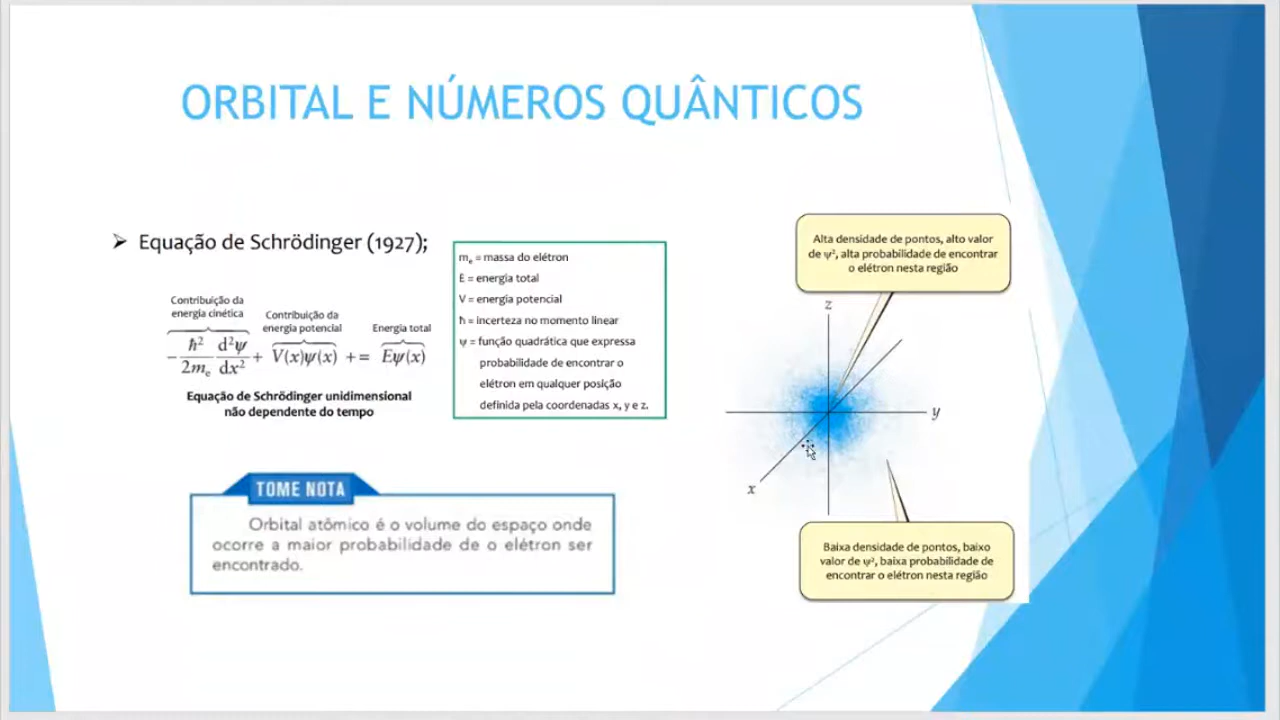 ORBITAL E NÚMEROS QUÂNTICOS
➢ Equação de Schrödinger (1927);
Contribuição da
energia cinética
Contribuição da
energia potencial
Energia total
− ħ²/2mₑ d²ψ/dx² + V(x)ψ(x) + = Eψ(x)
Equação de Schrödinger unidimensional
não dependente do tempo
mₑ = massa do elétron
E = energia total
V = energia potencial
ħ = incerteza no momento linear
ψ = função quadrática que expressa
probabilidade de encontrar o
elétron em qualquer posição
definida pela coordenadas x, y e z.
TOME NOTA
Orbital atômico é o volume do espaço onde
ocorre a maior probabilidade de o elétron ser
encontrado.
Alta densidade de pontos, alto valor
de ψ², alta probabilidade de encontrar
o elétron nesta região
z
y
x
Baixa densidade de pontos, baixo
valor de ψ², baixa probabilidade de
encontrar o elétron nesta região